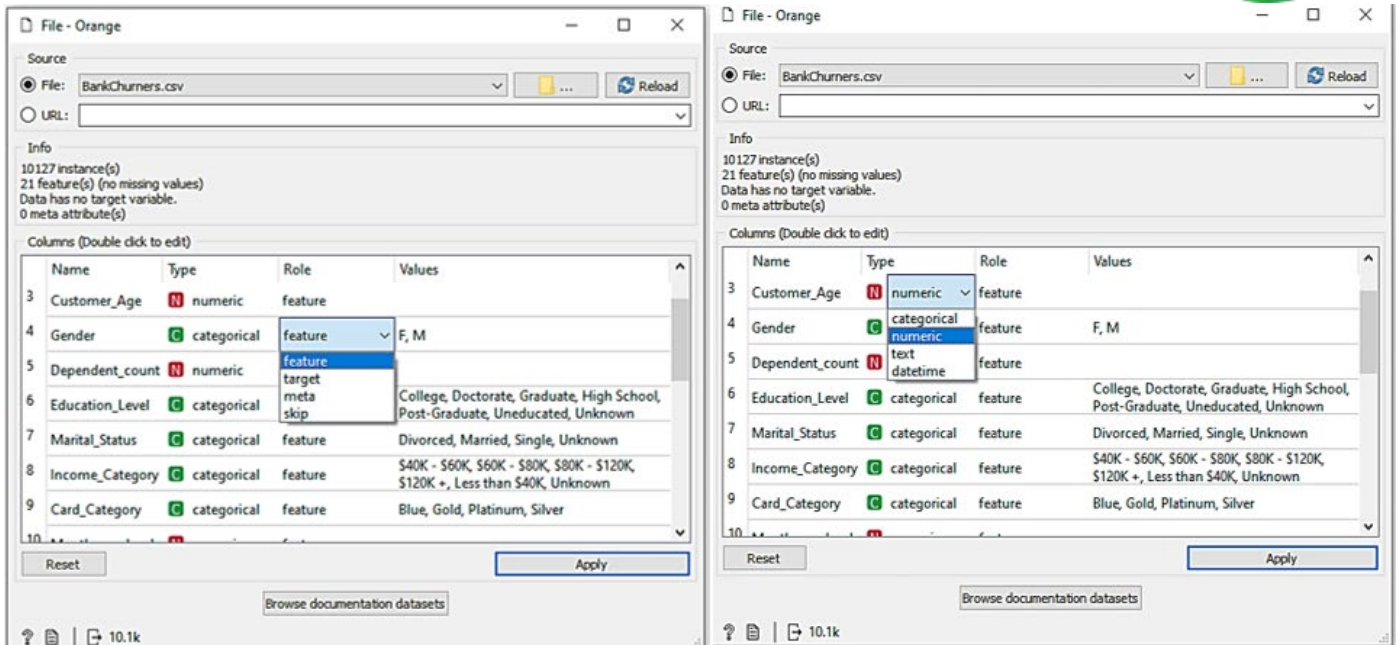 File - Orange
Source
File: BankChurners.csv ... Reload
URL:
Info
10127 instance(s)
21 feature(s) (no missing values)
Data has no target variable.
0 meta attribute(s)
Columns (Double click to edit)
Name Type Role Values
3 Customer_Age N numeric feature
4 Gender C categorical feature F, M
feature
target
meta
skip
5 Dependent_count N numeric
6 Education_Level C categorical College, Doctorate, Graduate, High School,
Post-Graduate, Uneducated, Unknown
7 Marital_Status C categorical feature Divorced, Married, Single, Unknown
8 Income_Category C categorical feature $40K - $60K, $60K - $80K, $80K - $120K,
$120K +, Less than $40K, Unknown
9 Card_Category C categorical feature Blue, Gold, Platinum, Silver
10
Reset Apply
Browse documentation datasets
? 10.1k
File - Orange
Source
File: BankChurners.csv ... Reload
URL:
Info
10127 instance(s)
21 feature(s) (no missing values)
Data has no target variable.
0 meta attribute(s)
Columns (Double click to edit)
Name Type Role Values
3 Customer_Age N numeric feature
categorical
numeric
text
datetime
4 Gender C feature F, M
5 Dependent_count N feature
6 Education_Level C categorical feature College, Doctorate, Graduate, High School,
Post-Graduate, Uneducated, Unknown
7 Marital_Status C categorical feature Divorced, Married, Single, Unknown
8 Income_Category C categorical feature $40K - $60K, $60K - $80K, $80K - $120K,
$120K +, Less than $40K, Unknown
9 Card_Category C categorical feature Blue, Gold, Platinum, Silver
10
Reset Apply
Browse documentation datasets
? 10.1k